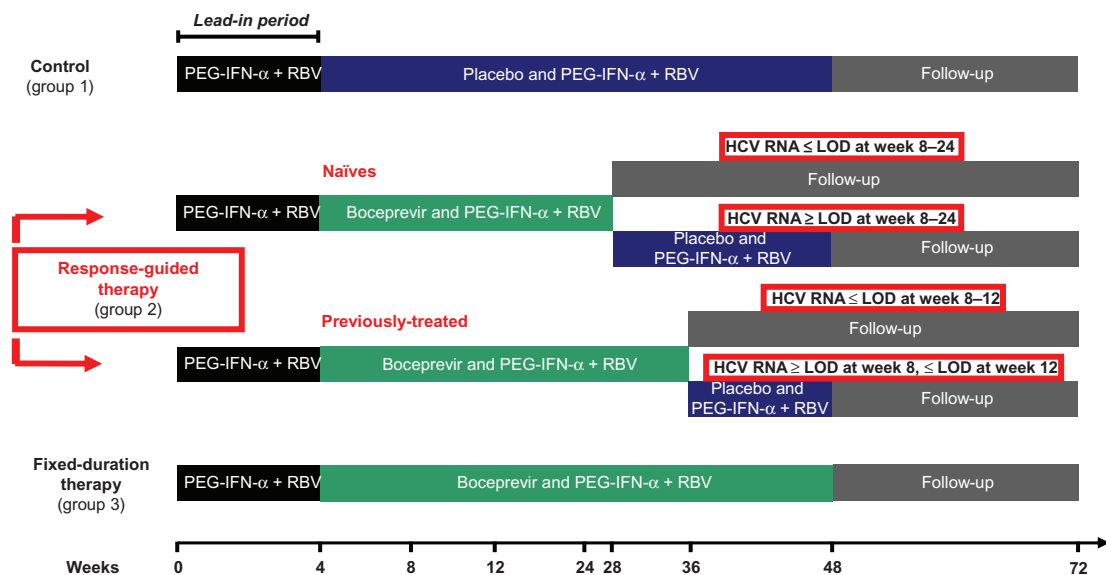 Lead-in period
Control
(group 1)
PEG-IFN-α + RBV
Placebo and PEG-IFN-α + RBV
Follow-up
HCV RNA ≤ LOD at week 8–24
Naïves
Follow-up
PEG-IFN-α + RBV
Boceprevir and PEG-IFN-α + RBV
HCV RNA ≥ LOD at week 8–24
Placebo and
PEG-IFN-α + RBV
Follow-up
Response-guided
therapy
(group 2)
HCV RNA ≤ LOD at week 8–12
Previously-treated
Follow-up
PEG-IFN-α + RBV
Boceprevir and PEG-IFN-α + RBV
HCV RNA ≥ LOD at week 8, ≤ LOD at week 12
Placebo and
PEG-IFN-α + RBV
Follow-up
Fixed-duration
therapy
(group 3)
PEG-IFN-α + RBV
Boceprevir and PEG-IFN-α + RBV
Follow-up
Weeks 0 4 8 12 24 28 36 48 72